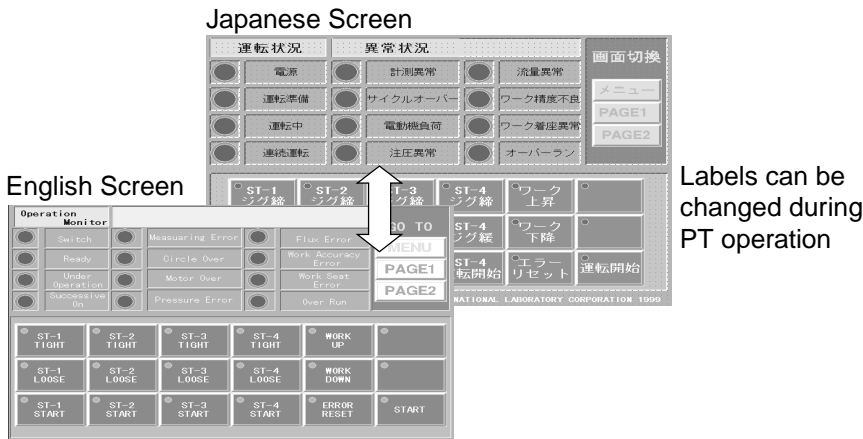 Japanese Screen
運転状況
異常状況
画面切換
電源
計測異常
流量異常
運転準備
サイクルオーバー
ワーク精度不良
運転中
電動機負荷
ワーク着座異常
連続運転
注圧異常
オーバーラン
メニュー
PAGE1
PAGE2
ST-1
ジグ締
ST-2
ジグ締
ST-3
ジグ締
ST-4
ジグ締
ワーク
上昇
ST-4
ジグ緩
ワーク
下降
ST-4
転開始
エラー
リセット
運転開始
NATIONAL LABORATORY CORPORATION 1999
Labels can be
changed during
PT operation
English Screen
Operation
Monitor
GO TO
Switch
Measuaring Error
Flux Error
MENU
Ready
Circle Over
Work Accuracy
Error
PAGE1
Under
Operation
Motor Over
Work Seat
Error
PAGE2
Successive
On
Pressure Error
Over Run
ST-1
TIGHT
ST-2
TIGHT
ST-3
TIGHT
ST-4
TIGHT
WORK
UP
ST-1
LOOSE
ST-2
LOOSE
ST-3
LOOSE
ST-4
LOOSE
WORK
DOWN
ST-1
START
ST-2
START
ST-3
START
ST-4
START
ERROR
RESET
START